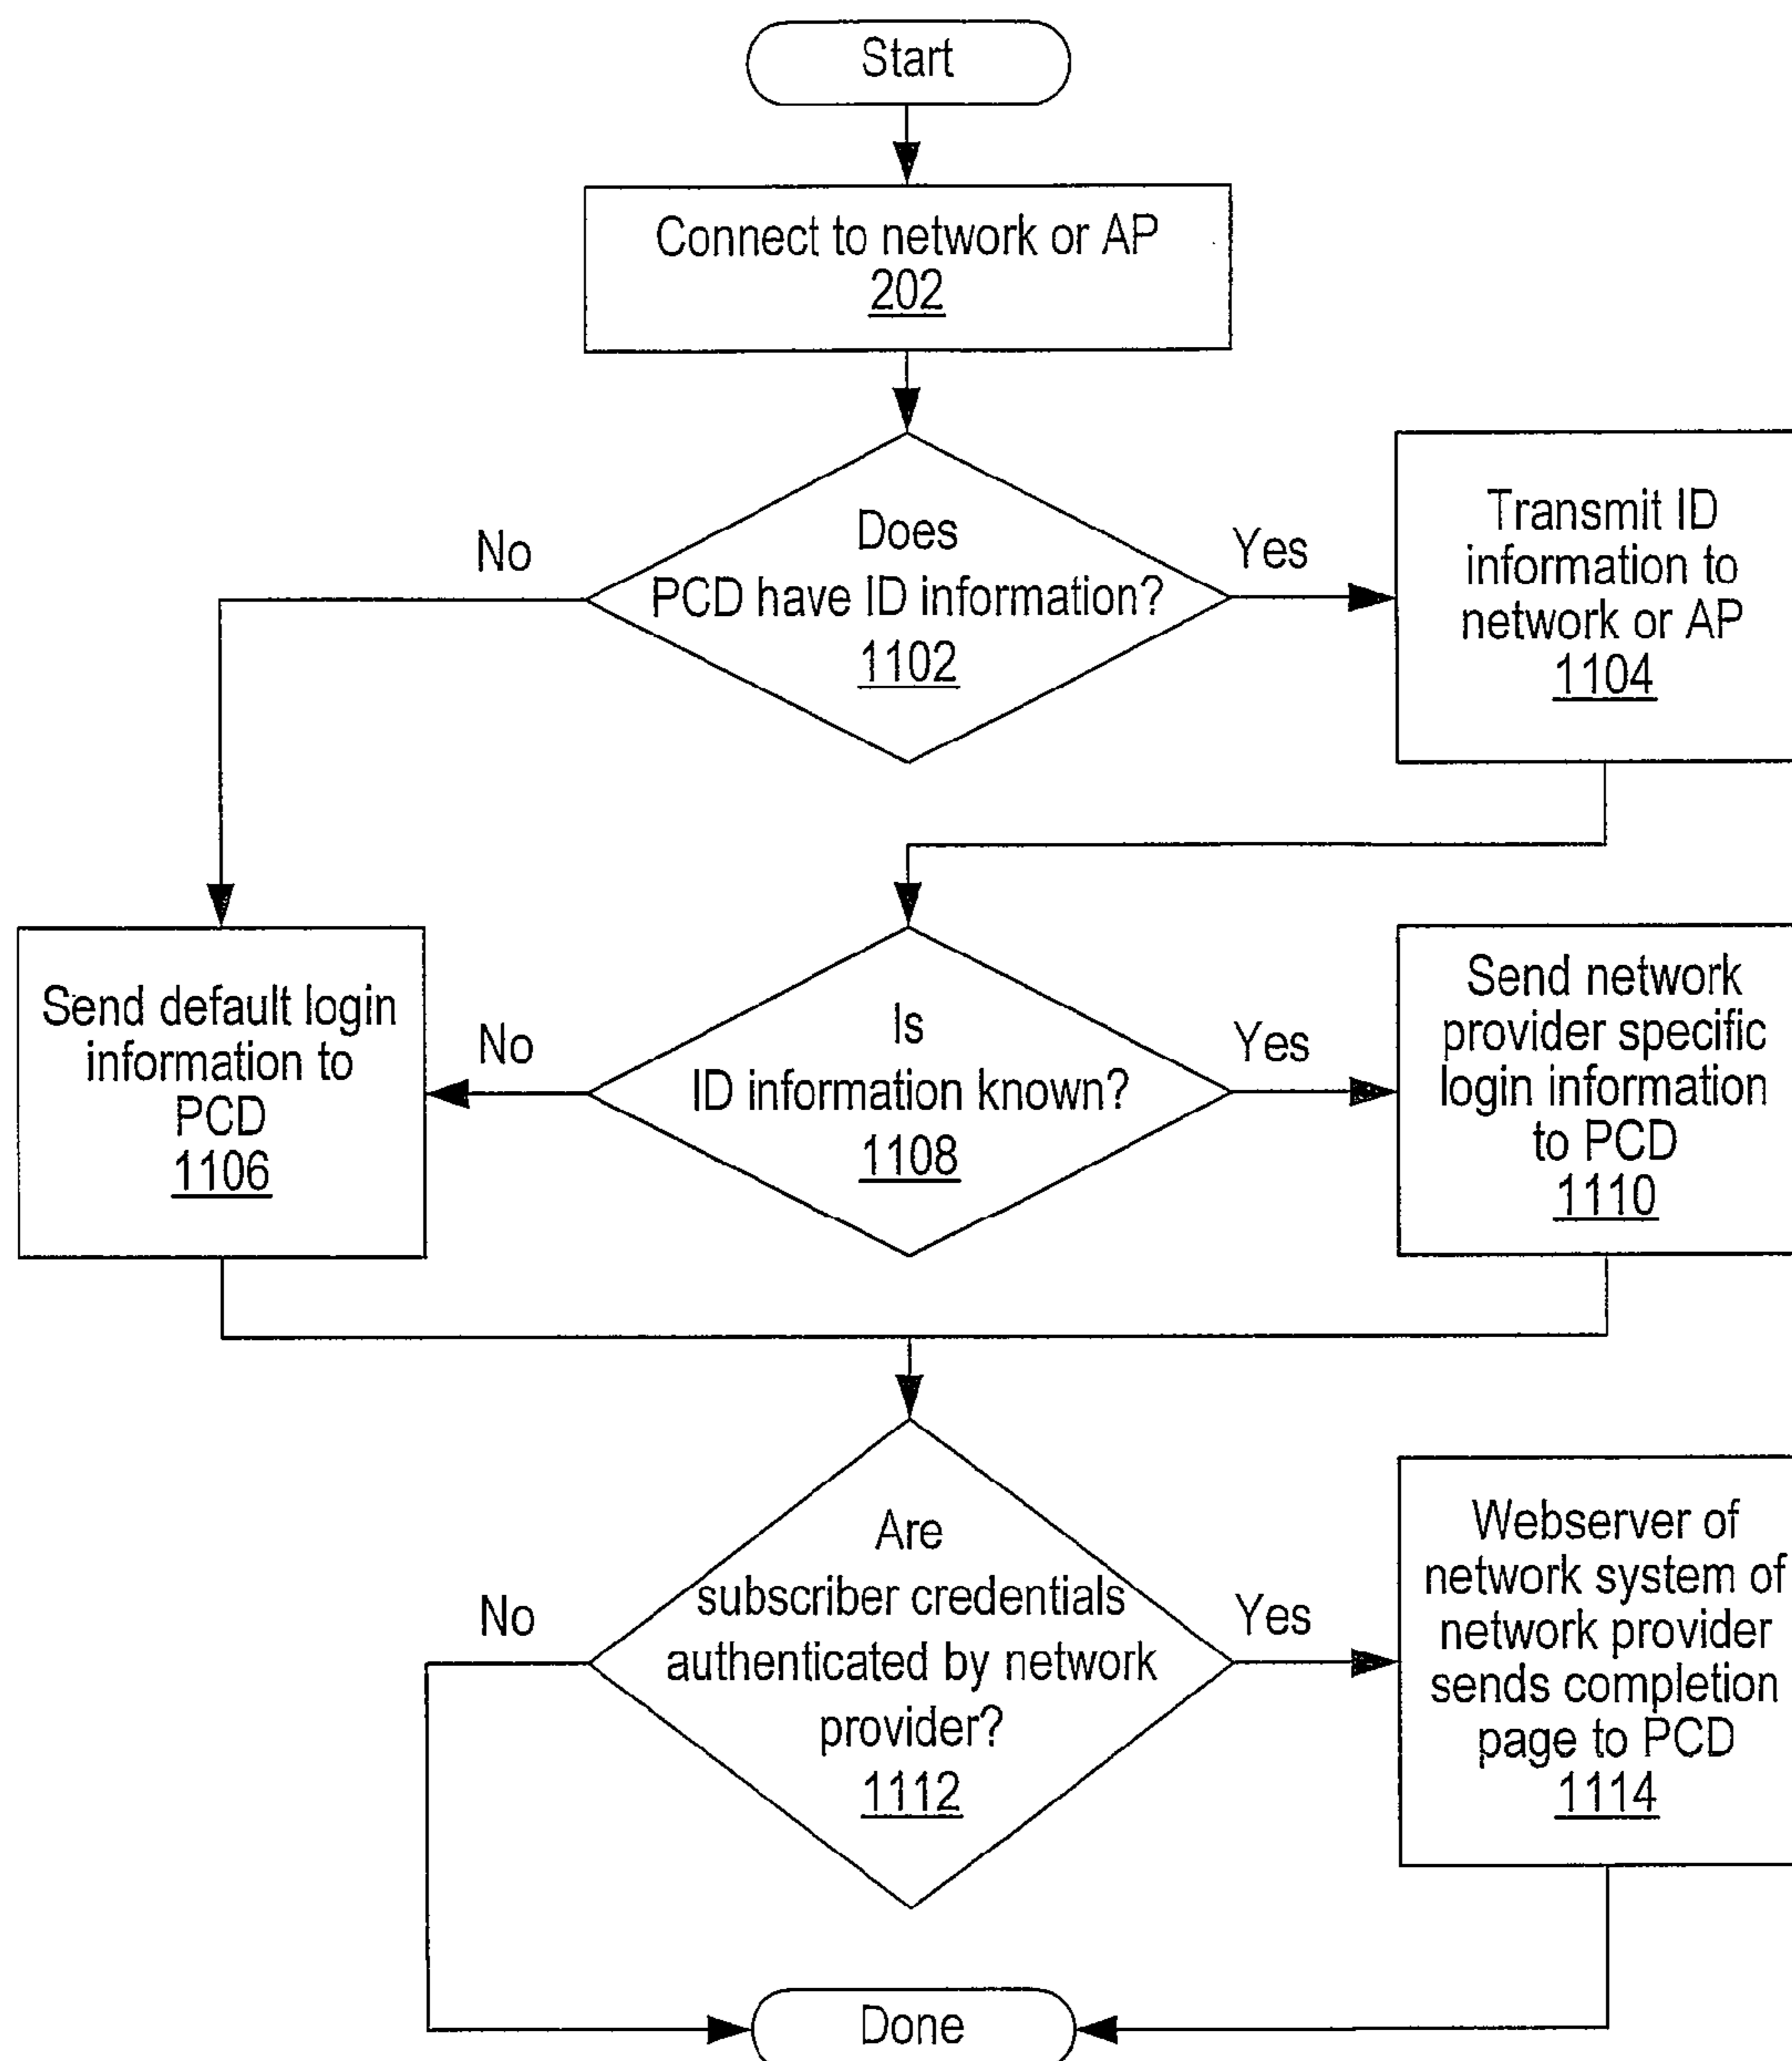 Start
Connect to network or AP
202
Does
PCD have ID information?
1102
No
Yes
Transmit ID
information to
network or AP
1104
Send default login
information to
PCD
1106
No
Is
ID information known?
1108
Yes
Send network
provider specific
login information
to PCD
1110
Are
subscriber credentials
authenticated by network
provider?
1112
No
Yes
Webserver of
network system of
network provider
sends completion
page to PCD
1114
Done